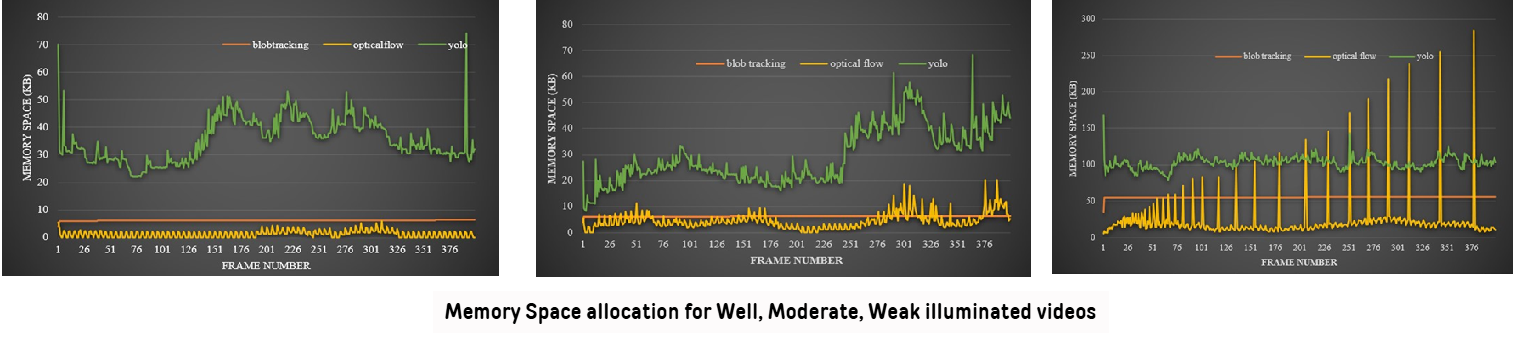 80
70
60
50
40
30
20
10
0
MEMORY SPACE (KB)
blobtracking opticalflow yolo
1 26 51 76 101 126 151 176 201 226 251 276 301 326 351 376
FRAME NUMBER
80
70
60
50
40
30
20
10
0
MEMORY SPACE (KB)
blob tracking optical flow yolo
1 26 51 76 101 126 151 176 201 226 251 276 301 326 351 376
FRAME NUMBER
300
250
200
150
100
50
0
MEMORY SPACE (KB)
blob tracking optical flow yolo
1 26 51 76 101 126 151 176 201 226 251 276 301 326 351 376
FRAME NUMBER
Memory Space allocation for Well, Moderate, Weak illuminated videos